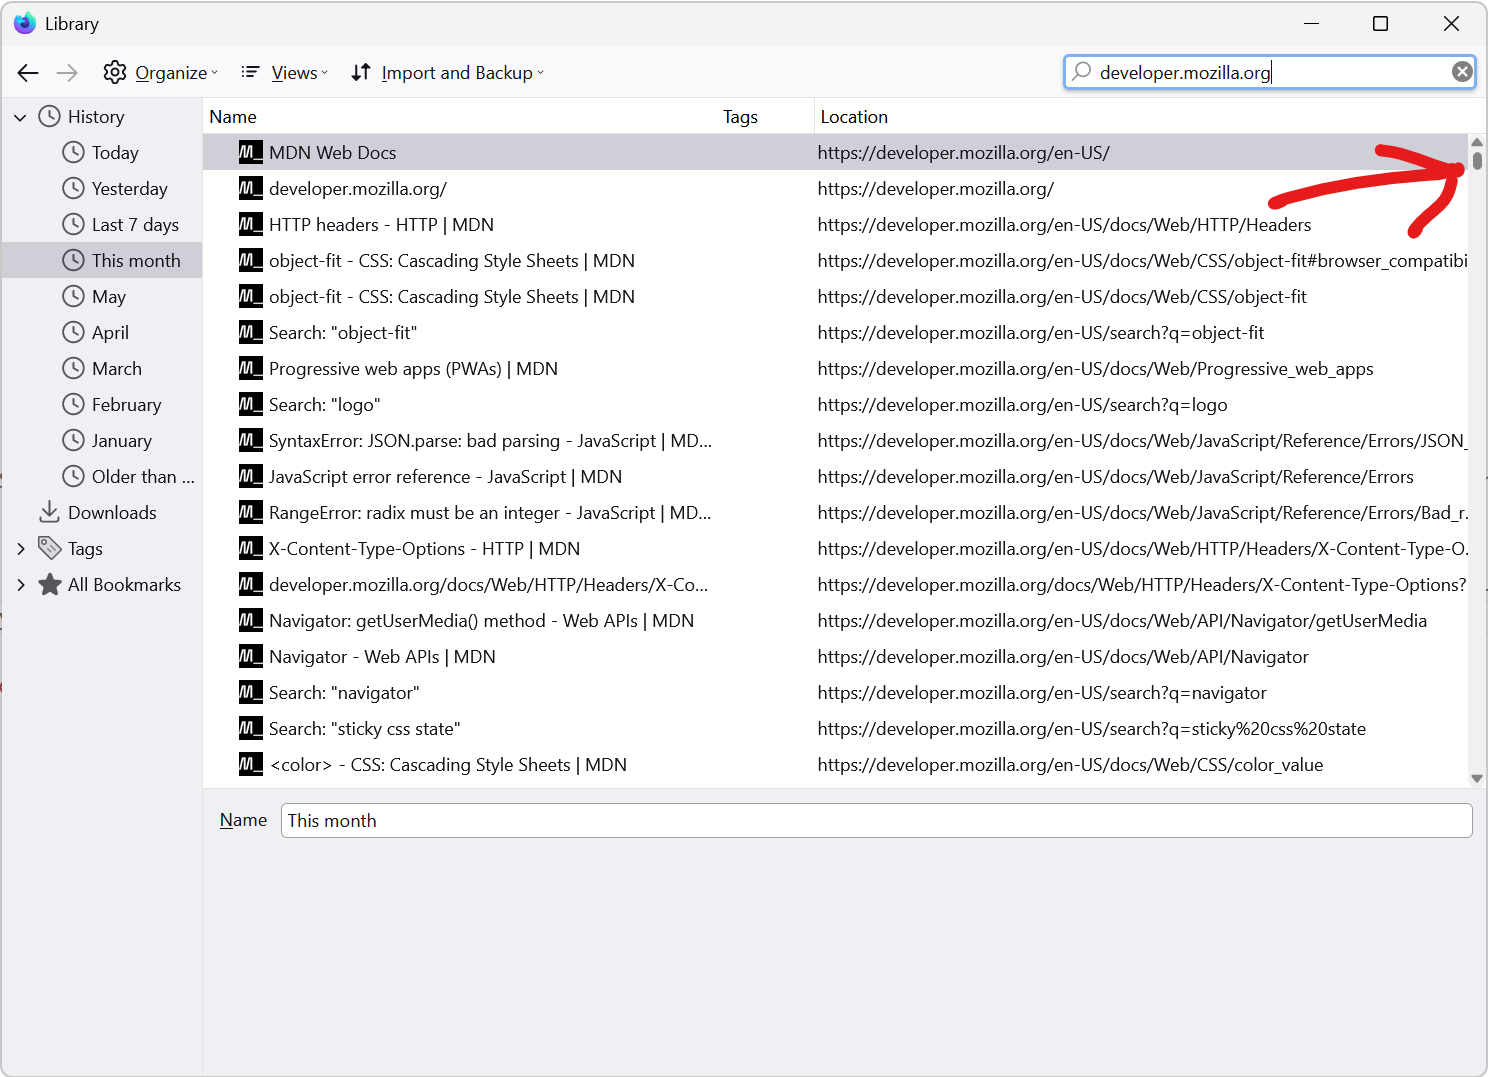 Library
Organize Views Import and Backup developer.mozilla.org
History
Today
Yesterday
Last 7 days
This month
May
April
March
February
January
Older than ...
Downloads
Tags
All Bookmarks
Name Tags Location
MDN Web Docs https://developer.mozilla.org/en-US/
developer.mozilla.org/ https://developer.mozilla.org/
HTTP headers - HTTP | MDN https://developer.mozilla.org/en-US/docs/Web/HTTP/Headers
object-fit - CSS: Cascading Style Sheets | MDN https://developer.mozilla.org/en-US/docs/Web/CSS/object-fit#browser_compatibi
object-fit - CSS: Cascading Style Sheets | MDN https://developer.mozilla.org/en-US/docs/Web/CSS/object-fit
Search: "object-fit" https://developer.mozilla.org/en-US/search?q=object-fit
Progressive web apps (PWAs) | MDN https://developer.mozilla.org/en-US/docs/Web/Progressive_web_apps
Search: "logo" https://developer.mozilla.org/en-US/search?q=logo
SyntaxError: JSON.parse: bad parsing - JavaScript | MD... https://developer.mozilla.org/en-US/docs/Web/JavaScript/Reference/Errors/JSON_
JavaScript error reference - JavaScript | MDN https://developer.mozilla.org/en-US/docs/Web/JavaScript/Reference/Errors
RangeError: radix must be an integer - JavaScript | MD... https://developer.mozilla.org/en-US/docs/Web/JavaScript/Reference/Errors/Bad_r.
X-Content-Type-Options - HTTP | MDN https://developer.mozilla.org/en-US/docs/Web/HTTP/Headers/X-Content-Type-O.
developer.mozilla.org/docs/Web/HTTP/Headers/X-Co... https://developer.mozilla.org/docs/Web/HTTP/Headers/X-Content-Type-Options?
Navigator: getUserMedia() method - Web APIs | MDN https://developer.mozilla.org/en-US/docs/Web/API/Navigator/getUserMedia
Navigator - Web APIs | MDN https://developer.mozilla.org/en-US/docs/Web/API/Navigator
Search: "navigator" https://developer.mozilla.org/en-US/search?q=navigator
Search: "sticky css state" https://developer.mozilla.org/en-US/search?q=sticky%20css%20state
<color> - CSS: Cascading Style Sheets | MDN https://developer.mozilla.org/en-US/docs/Web/CSS/color_value
Name This month